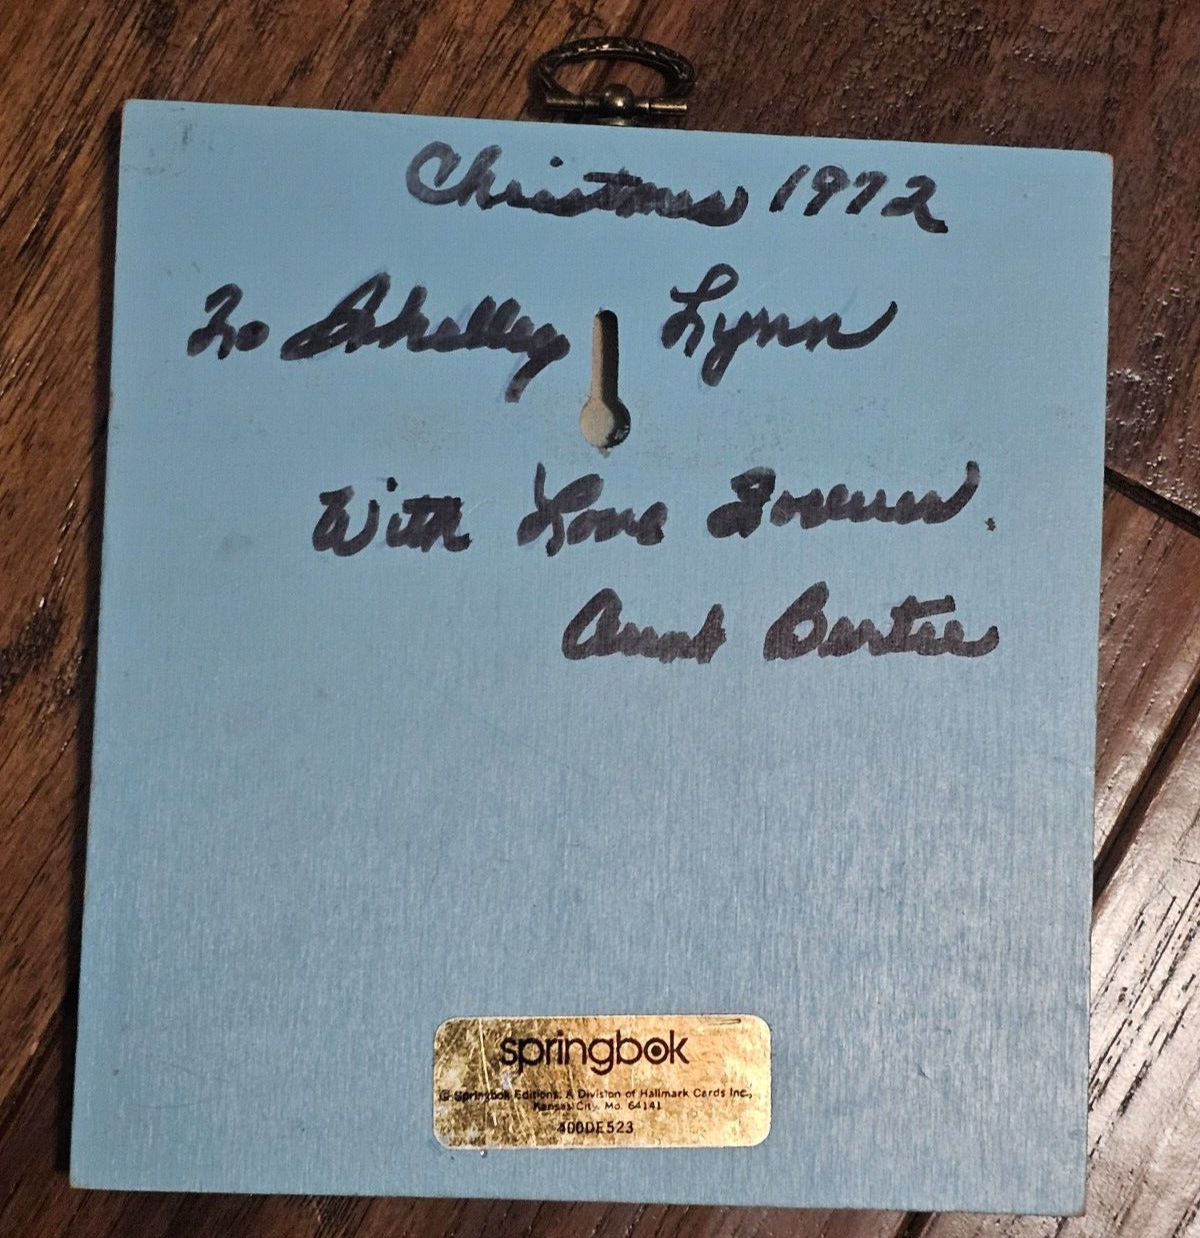 Christmas 1972
To Shelley Lynn
With Love Forever.
Aunt Bertie
springbok
© Springbok Editions, A Division of Hallmark Cards Inc.,
Kansas City, Mo. 64141
400DE523